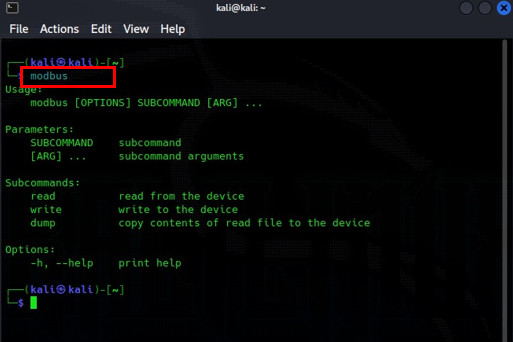 kali@kali: ~
File Actions Edit View Help
┌──(kali㉿kali)-[~]
└─$ modbus
Usage:
modbus [OPTIONS] SUBCOMMAND [ARG] ...
Parameters:
SUBCOMMAND subcommand
[ARG] ... subcommand arguments
Subcommands:
read read from the device
write write to the device
dump copy contents of read file to the device
Options:
-h, --help print help
┌──(kali㉿kali)-[~]
└─$